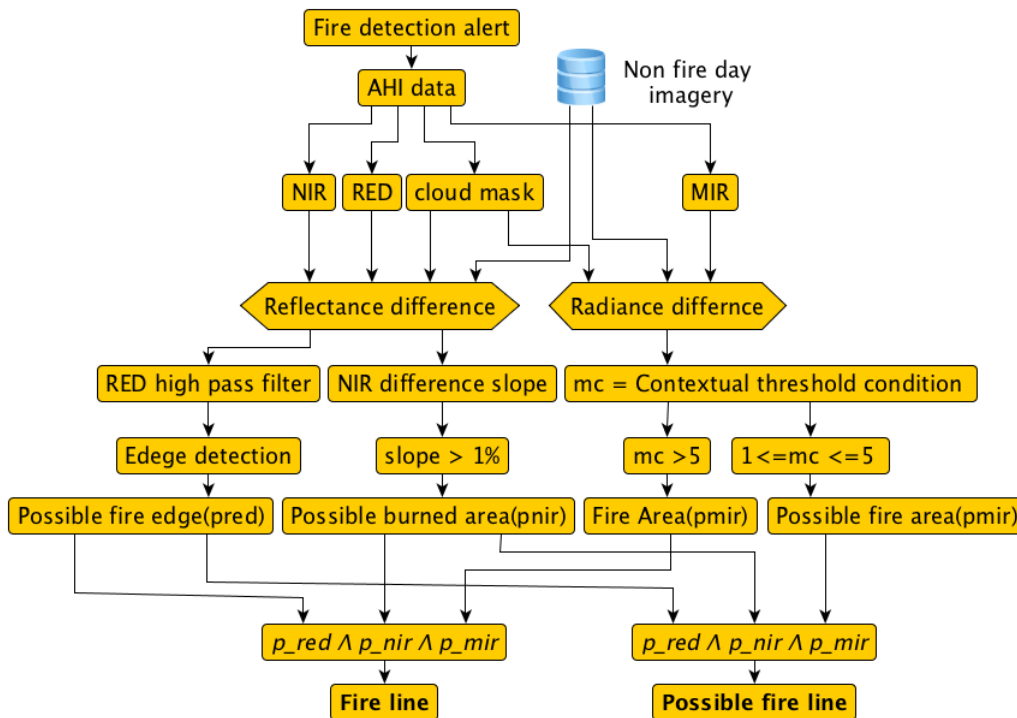 Fire detection alert
AHI data
Non fire day
imagery
NIR
RED
cloud mask
MIR
Reflectance difference
Radiance differnce
RED high pass filter
NIR difference slope
mc = Contextual threshold condition
Edege detection
slope > 1%
mc >5
1<=mc <=5
Possible fire edge(pred)
Possible burned area(pnir)
Fire Area(pmir)
Possible fire area(pmir)
p_red Λ p_nir Λ p_mir
p_red Λ p_nir Λ p_mir
Fire line
Possible fire line